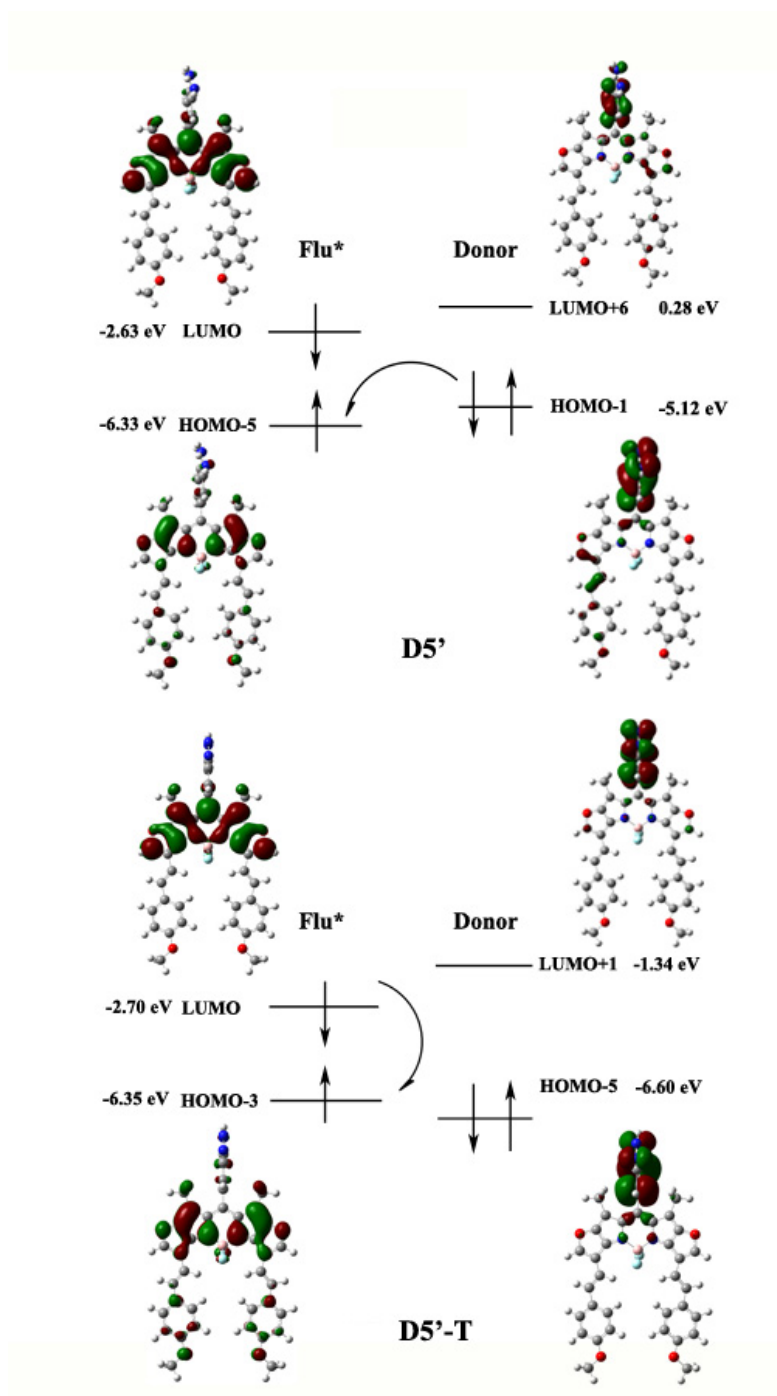 Flu* Donor
LUMO+6 0.28 eV
-2.63 eV LUMO
HOMO-1 -5.12 eV
-6.33 eV HOMO-5
D5’
Flu* Donor
LUMO+1 -1.34 eV
-2.70 eV LUMO
HOMO-5 -6.60 eV
-6.35 eV HOMO-3
D5’-T